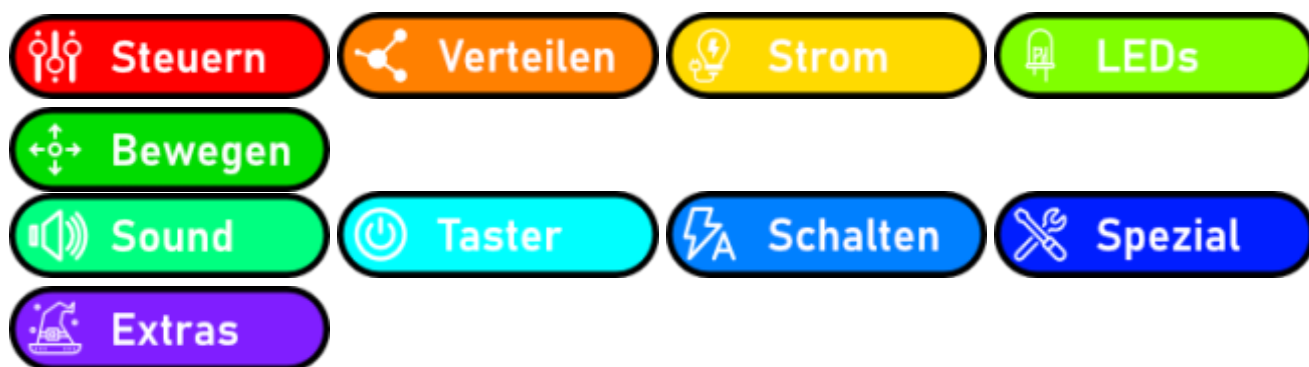 Steuern Verteilen Strom LEDs
Bewegen
Sound Taster Schalten Spezial
Extras